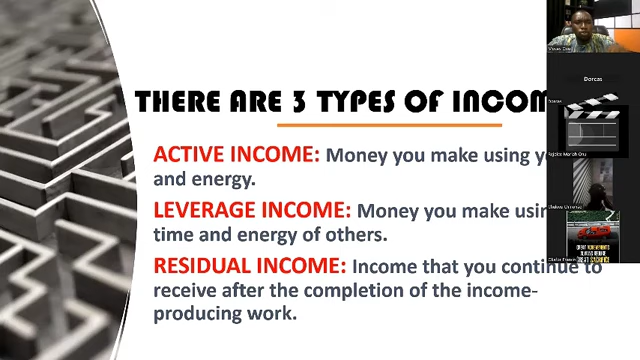 THERE ARE 3 TYPES OF INCOM
ACTIVE INCOME: Money you make using y
and energy.
LEVERAGE INCOME: Money you make usin
time and energy of others.
RESIDUAL INCOME: Income that you continue to
receive after the completion of the income-
producing work.
Dorcas